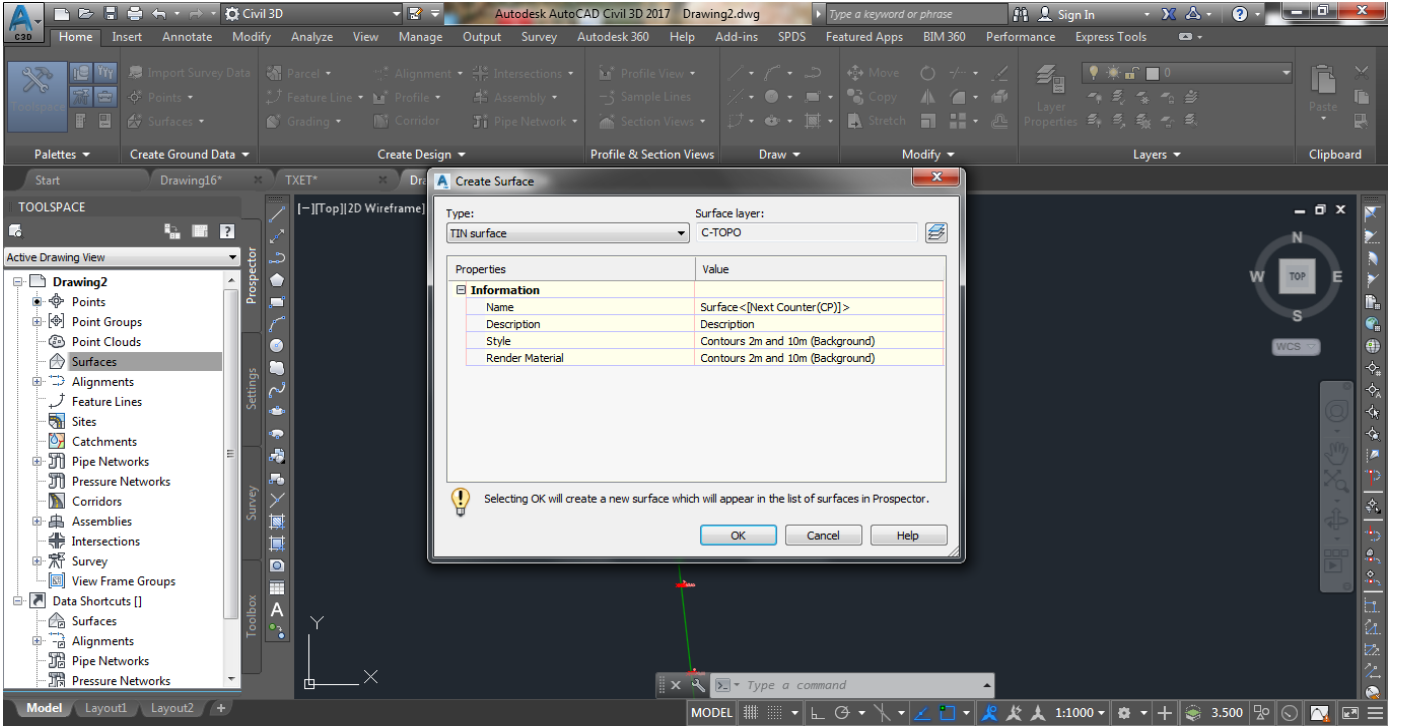 Civil 3D
Autodesk AutoCAD Civil 3D 2017 Drawing2.dwg
Type a keyword or phrase
Sign In
C3D
Home Insert Annotate Modify Analyze View Manage Output Survey Autodesk 360 Help Add-ins SPDS Featured Apps BIM 360 Performance Express Tools
Import Survey Data Parcel Alignment Intersections Profile View Move 0
Points Feature Line Profile Assembly Sample Lines Copy Layer Paste
Surfaces Grading Corridor Pipe Network Section Views Stretch Properties
Palettes Create Ground Data Create Design Profile & Section Views Draw Modify Layers Clipboard
Start Drawing16* TXET*
TOOLSPACE
Active Drawing View
Drawing2
Points
Point Groups
Point Clouds
Surfaces
Alignments
Feature Lines
Sites
Catchments
Pipe Networks
Pressure Networks
Corridors
Assemblies
Intersections
Survey
View Frame Groups
Data Shortcuts []
Surfaces
Alignments
Pipe Networks
Pressure Networks
Prospector
Settings
Survey
Toolbox
[−][Top][2D Wireframe]
Create Surface
Type:
Surface layer:
TIN surface
C-TOPO
Properties Value
Information
Name Surface<[Next Counter(CP)]>
Description Description
Style Contours 2m and 10m (Background)
Render Material Contours 2m and 10m (Background)
Selecting OK will create a new surface which will appear in the list of surfaces in Prospector.
OK Cancel Help
N
W TOP E
S
WCS
Y
X
Type a command
Model Layout1 Layout2 +
MODEL 1:1000 3.500